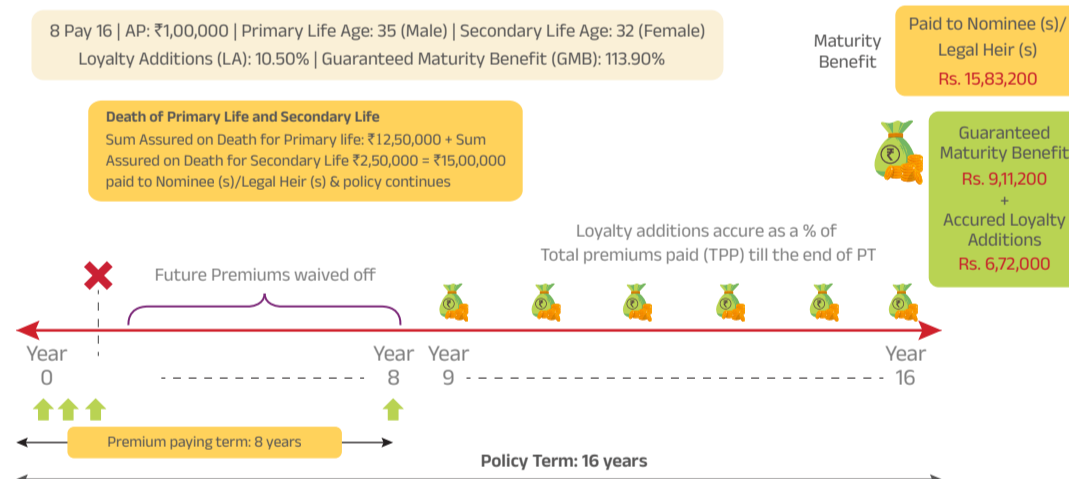 8 Pay 16 | AP: ₹1,00,000 | Primary Life Age: 35 (Male) | Secondary Life Age: 32 (Female)
Loyalty Additions (LA): 10.50% | Guaranteed Maturity Benefit (GMB): 113.90%
Maturity
Benefit
Paid to Nominee (s)/
Legal Heir (s)
Rs. 15,83,200
Death of Primary Life and Secondary Life
Sum Assured on Death for Primary life: ₹12,50,000 + Sum
Assured on Death for Secondary Life ₹2,50,000 = ₹15,00,000
paid to Nominee (s)/Legal Heir (s) & policy continues
Guaranteed
Maturity Benefit
Rs. 9,11,200
+
Accured Loyalty
Additions
Rs. 6,72,000
Loyalty additions accure as a % of
Total premiums paid (TPP) till the end of PT
Future Premiums waived off
Year
0
Year
8
Year
9
Year
16
Premium paying term: 8 years
Policy Term: 16 years